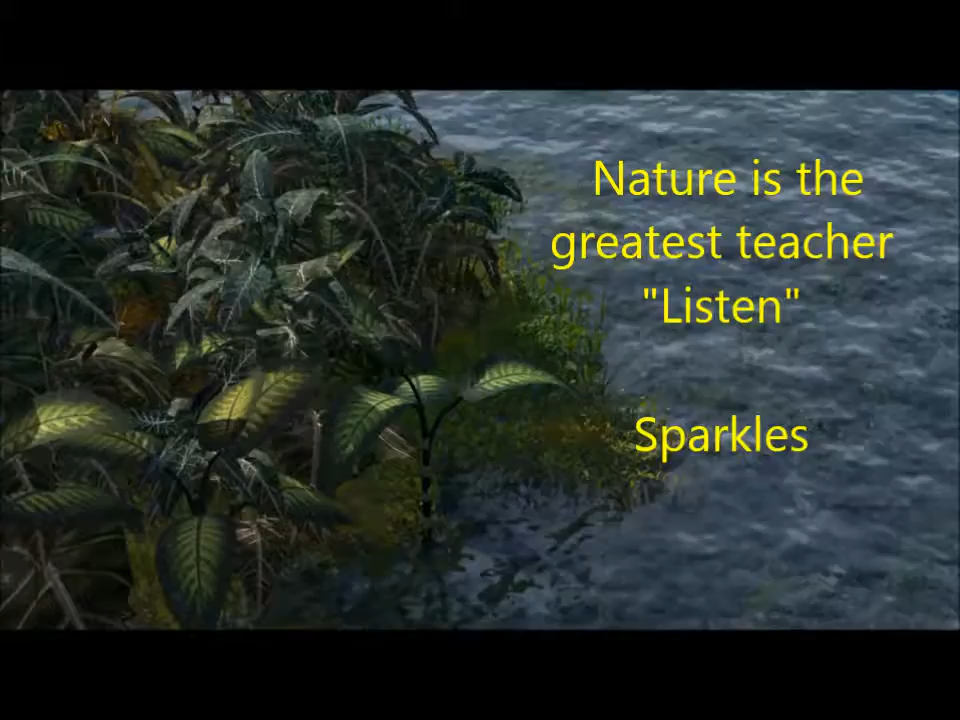 Nature is the
greatest teacher
"Listen"
Sparkles